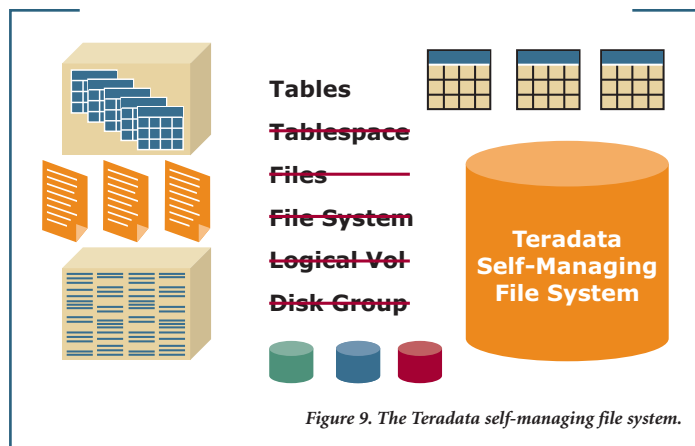 Tables
Tablespace
Files
File System
Logical Vol
Disk Group
Teradata
Self-Managing
File System
Figure 9. The Teradata self-managing file system.